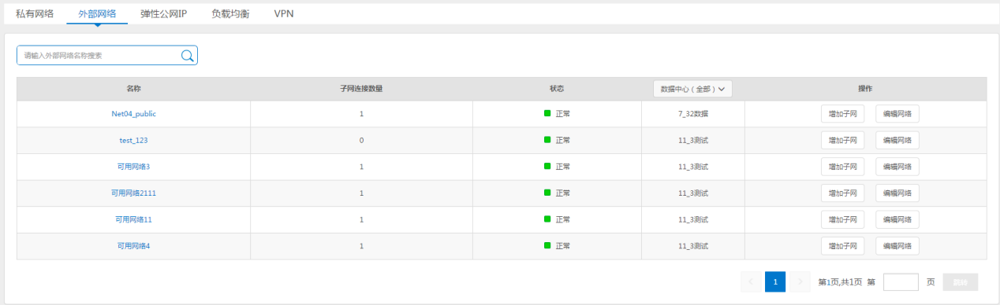 私有网络 外部网络 弹性公网IP 负载均衡 VPN
请输入外部网络名称搜索
名称 子网连接数量 状态 数据中心（全部） 操作
Net04_public 1 正常 7_32数据 增加子网 编辑网络
test_123 0 正常 11_3测试 增加子网 编辑网络
可用网络3 1 正常 11_3测试 增加子网 编辑网络
可用网络2111 1 正常 11_3测试 增加子网 编辑网络
可用网络11 1 正常 11_3测试 增加子网 编辑网络
可用网络4 1 正常 11_3测试 增加子网 编辑网络
< 1 > 第1页,共1页 第 页 跳转